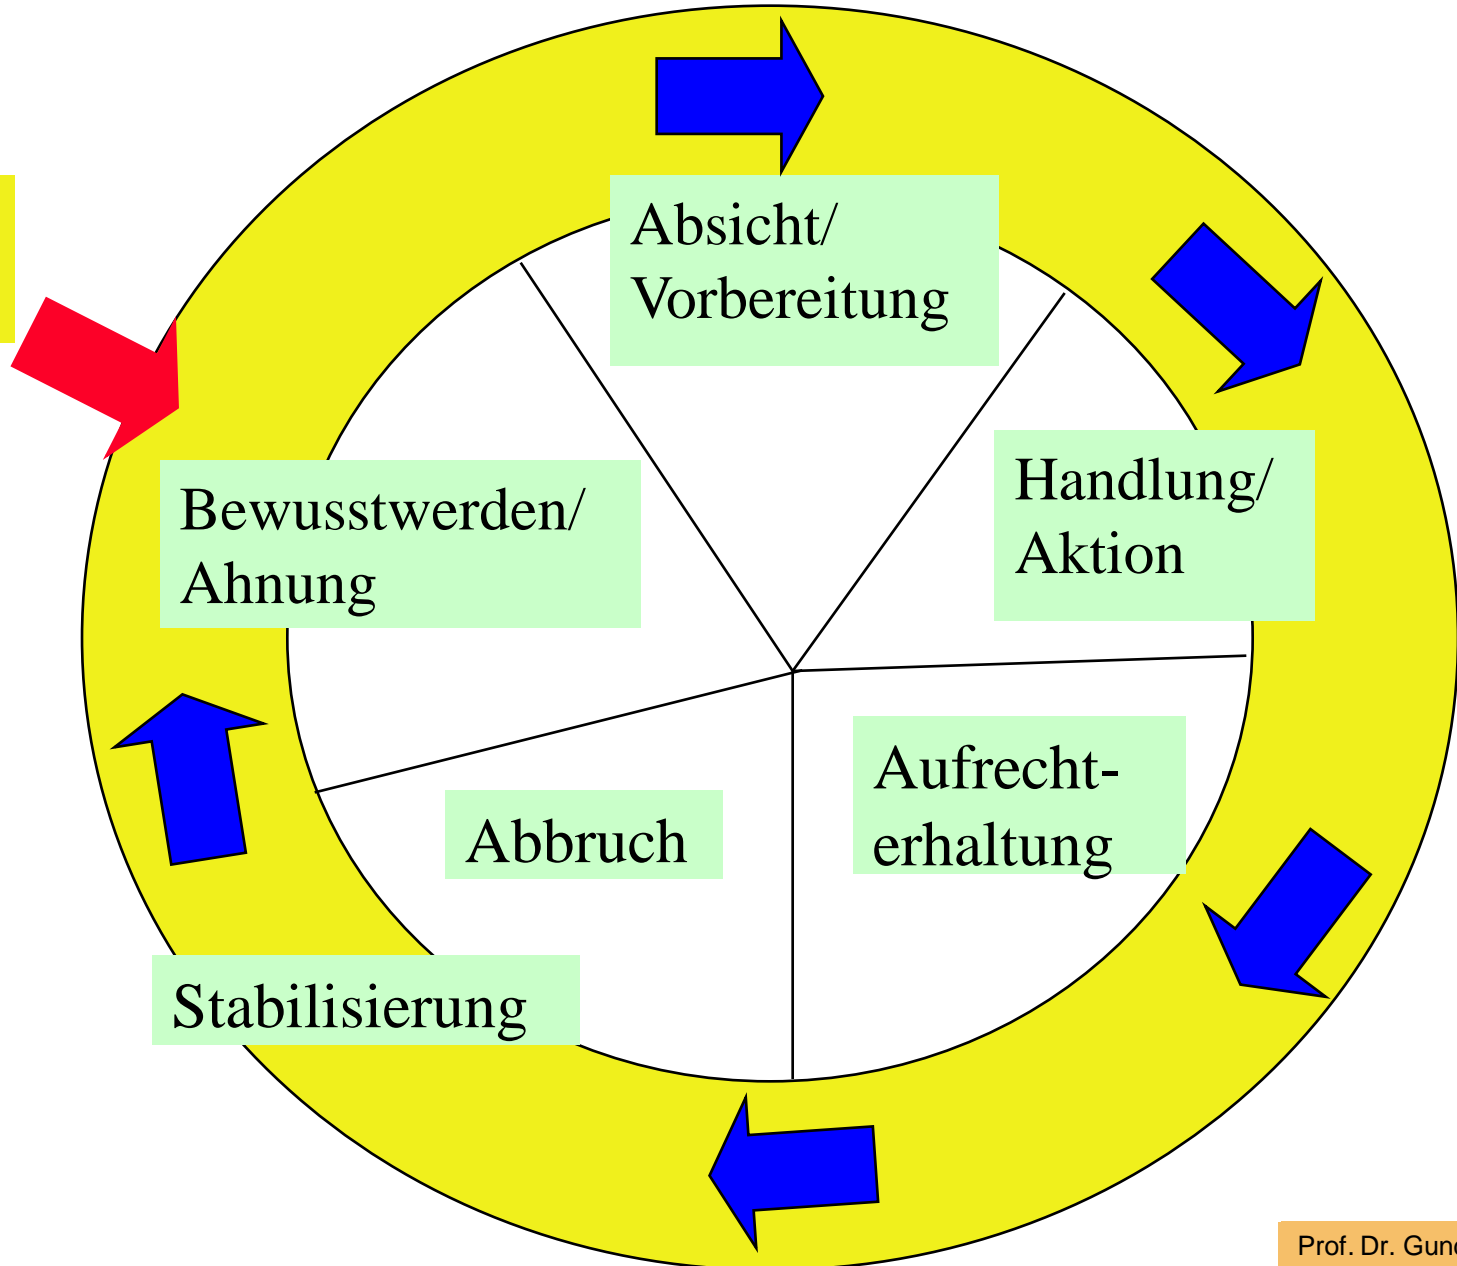 Absicht/
Vorbereitung
Handlung/
Aktion
Bewusstwerden/
Ahnung
Aufrecht-
erhaltung
Abbruch
Stabilisierung
Prof. Dr.